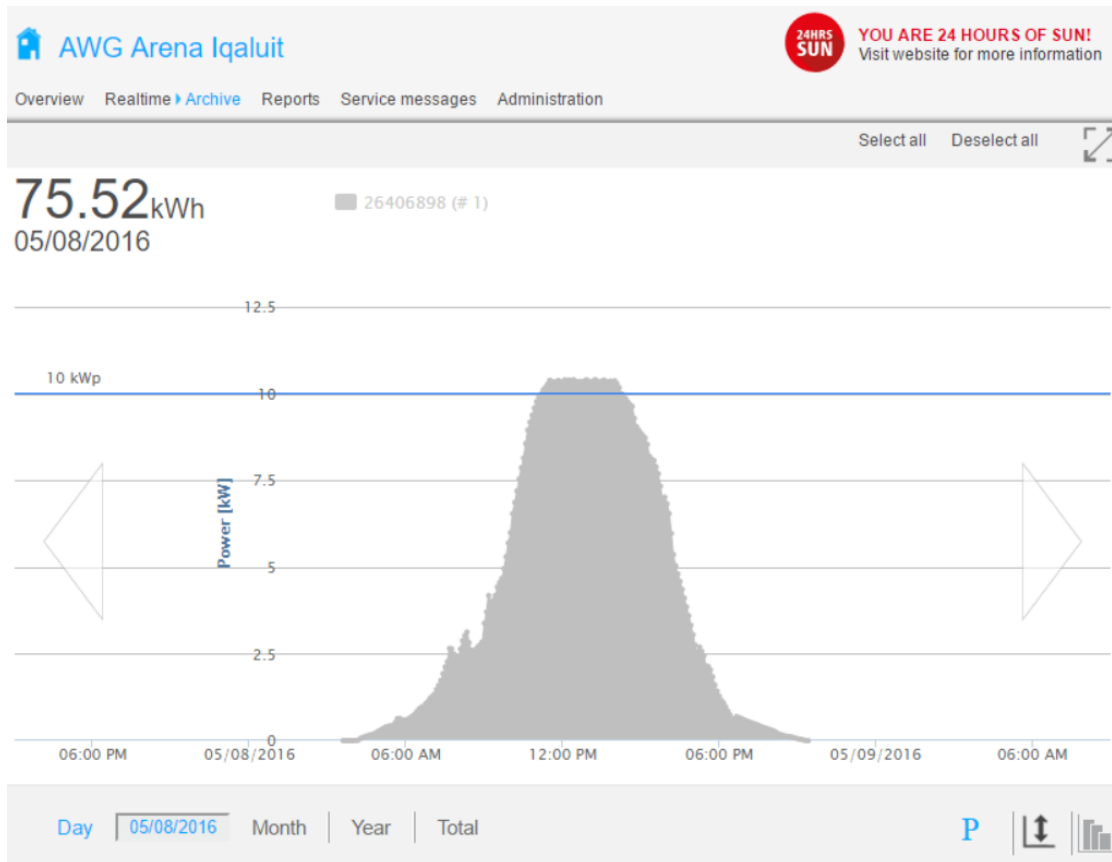 AWG Arena Iqaluit
24HRS SUN
YOU ARE 24 HOURS OF SUN!
Visit website for more information
Overview Realtime Archive Reports Service messages Administration
Select all Deselect all
75.52kWh
05/08/2016
26406898 (# 1)
12.5
10 kWp
10
7.5
Power [kW]
5
2.5
0
06:00 PM 05/08/2016 06:00 AM 12:00 PM 06:00 PM 05/09/2016 06:00 AM
Day 05/08/2016 Month Year Total P